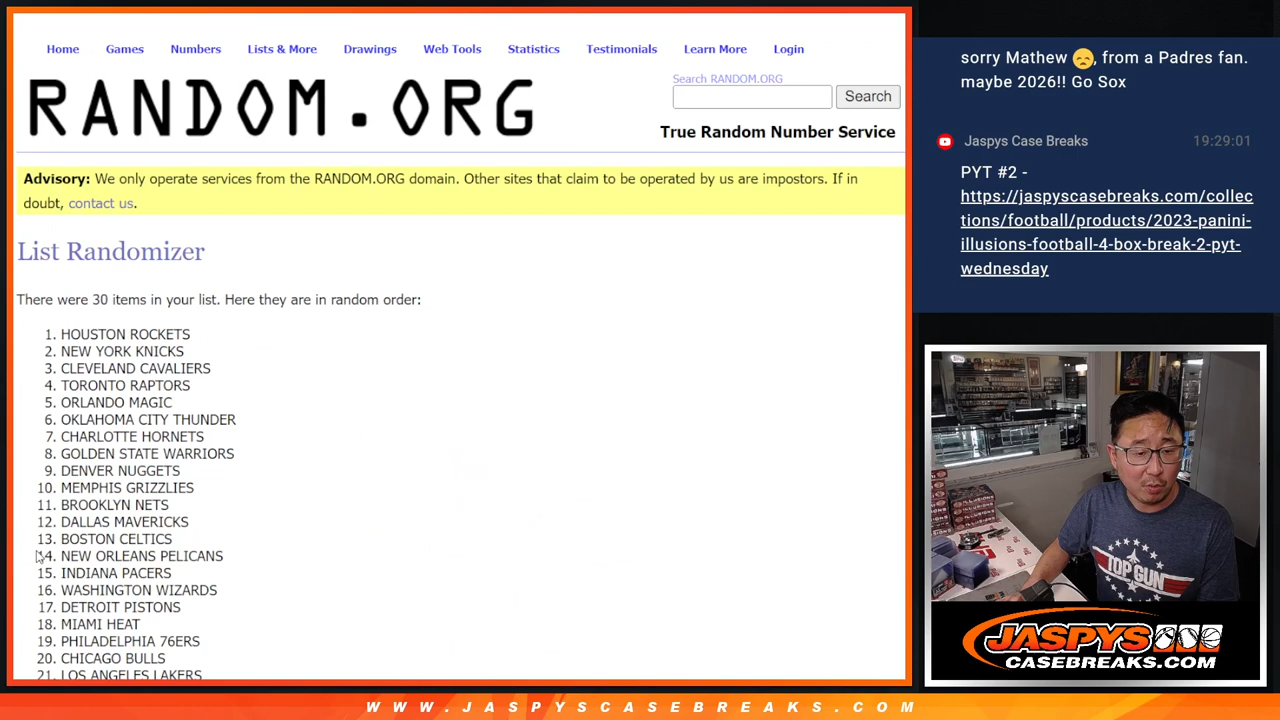 Home Games Numbers Lists & More Drawings Web Tools Statistics Testimonials Learn More Login
RANDOM.ORG
Search RANDOM.ORG
Search
True Random Number Service
Advisory: We only operate services from the RANDOM.ORG domain. Other sites that claim to be operated by us are impostors. If in
doubt, contact us.
List Randomizer
There were 30 items in your list. Here they are in random order:
1. HOUSTON ROCKETS
2. NEW YORK KNICKS
3. CLEVELAND CAVALIERS
4. TORONTO RAPTORS
5. ORLANDO MAGIC
6. OKLAHOMA CITY THUNDER
7. CHARLOTTE HORNETS
8. GOLDEN STATE WARRIORS
9. DENVER NUGGETS
10. MEMPHIS GRIZZLIES
11. BROOKLYN NETS
12. DALLAS MAVERICKS
13. BOSTON CELTICS
14. NEW ORLEANS PELICANS
15. INDIANA PACERS
16. WASHINGTON WIZARDS
17. DETROIT PISTONS
18. MIAMI HEAT
19. PHILADELPHIA 76ERS
20. CHICAGO BULLS
21. LOS ANGELES LAKERS
sorry Mathew 😞, from a Padres fan.
maybe 2026!! Go Sox
Jaspys Case Breaks 19:29:01
PYT #2 -
https://jaspyscasebreaks.com/collec
tions/football/products/2023-panini-
illusions-football-4-box-break-2-pyt-
wednesday
TOP GUN
JASPYS
CASEBREAKS.COM
WWW.JASPYSCASEBREAKS.COM